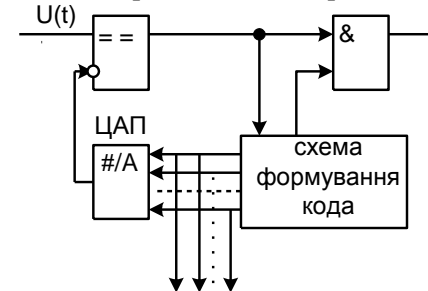 U(t)
= =
&
ЦАП
#/A
схема
формування
кода